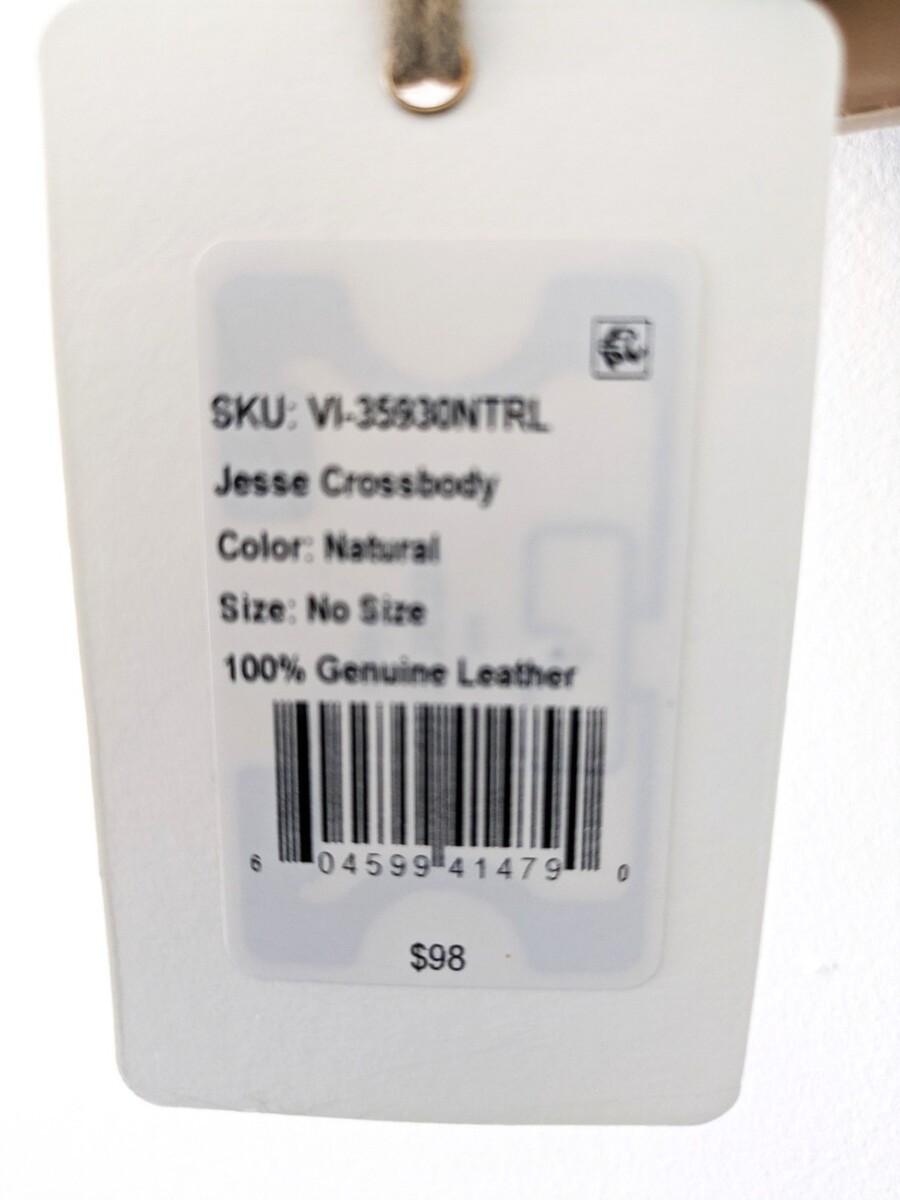 SKU: VI-35930NTRL
Jesse Crossbody
Color: Natural
Size: No Size
100% Genuine Leather
6 04599 41479 0
$98